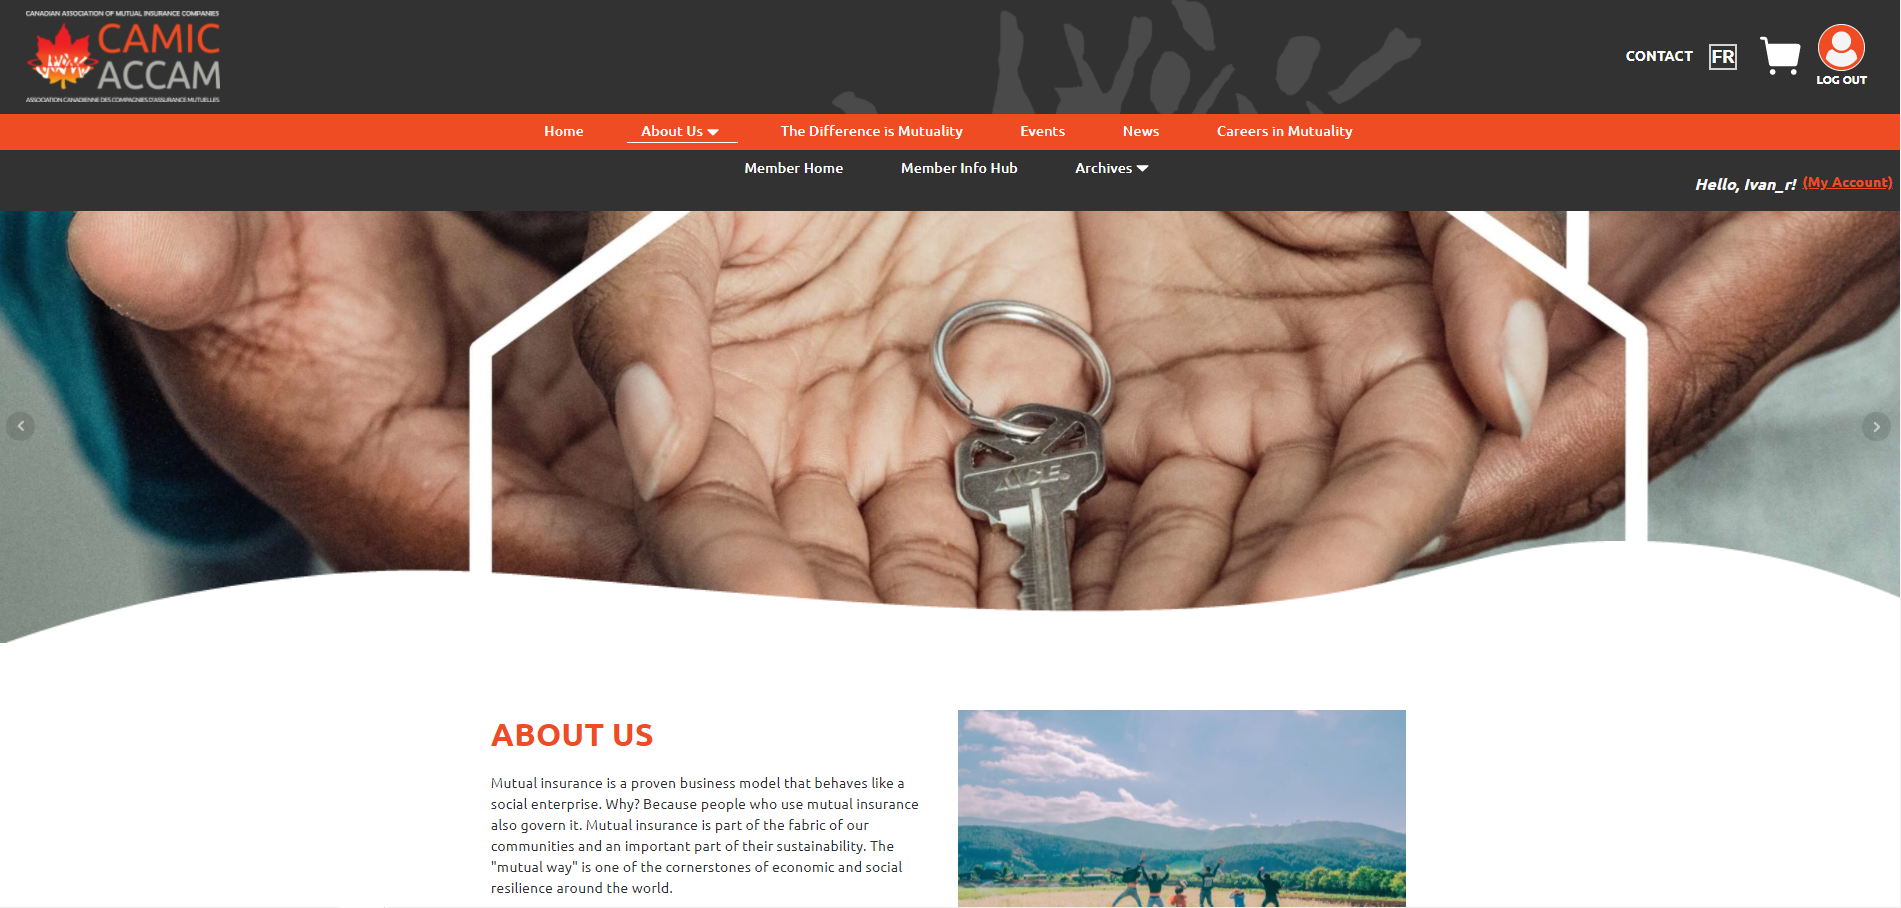 CANADIAN ASSOCIATION OF MUTUAL INSURANCE COMPANIES
CAMIC
ACCAM
ASSOCIATION CANADIENNE DES COMPAGNIES D'ASSURANCE MUTUELLES
CONTACT
FR
LOG OUT
Home
About Us
The Difference is Mutuality
Events
News
Careers in Mutuality
Member Home
Member Info Hub
Archives
Hello, Ivan_r! (My Account)
ABOUT US
Mutual insurance is a proven business model that behaves like a
social enterprise. Why? Because people who use mutual insurance
also govern it. Mutual insurance is part of the fabric of our
communities and an important part of their sustainability. The
"mutual way" is one of the cornerstones of economic and social
resilience around the world.